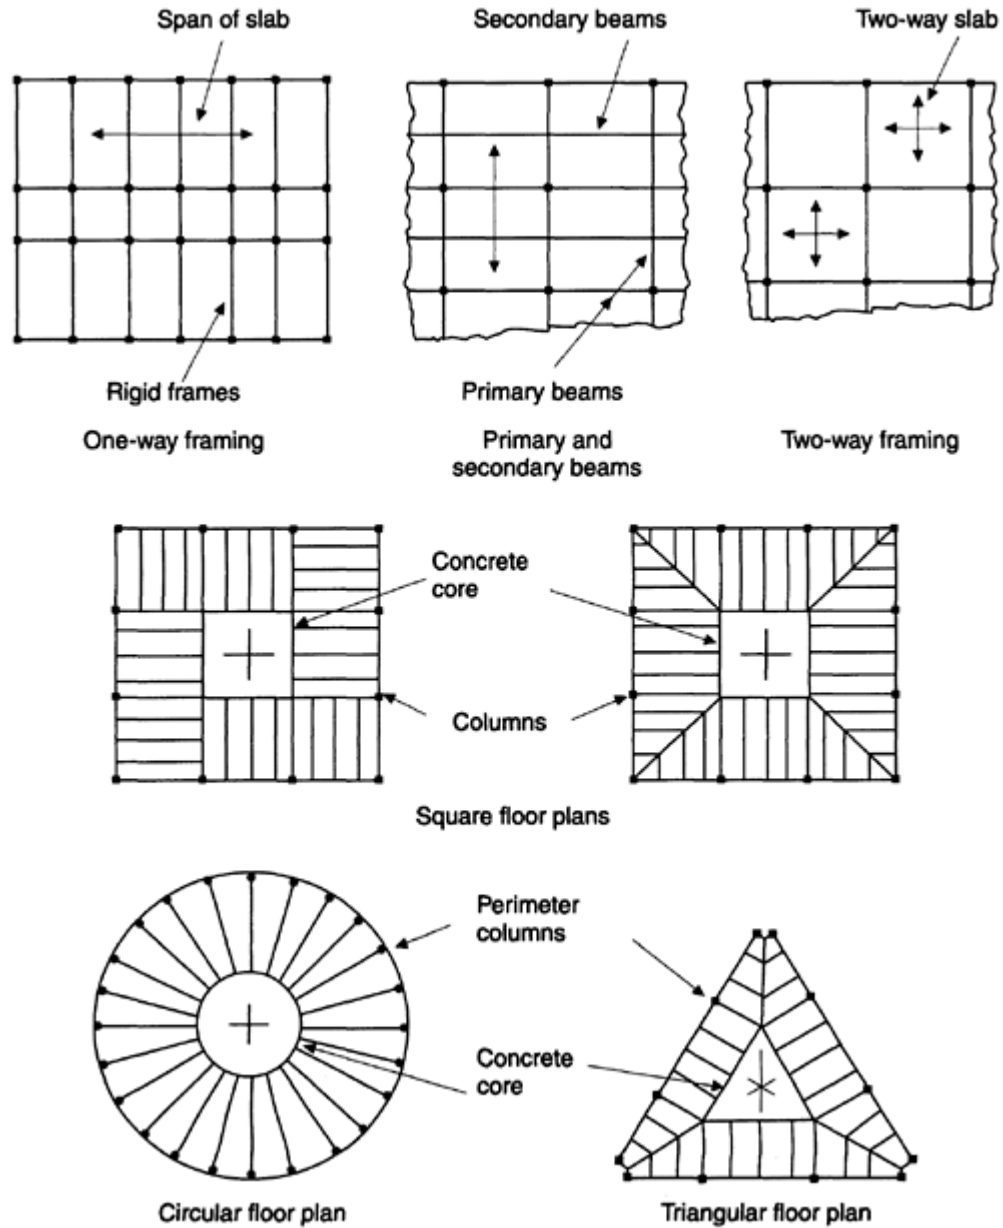 Span of slab
Secondary beams
Two-way slab
Rigid frames
Primary beams
One-way framing
Primary and
secondary beams
Two-way framing
Concrete
core
Columns
Square floor plans
Perimeter
columns
Concrete
core
Circular floor plan
Triangular floor plan